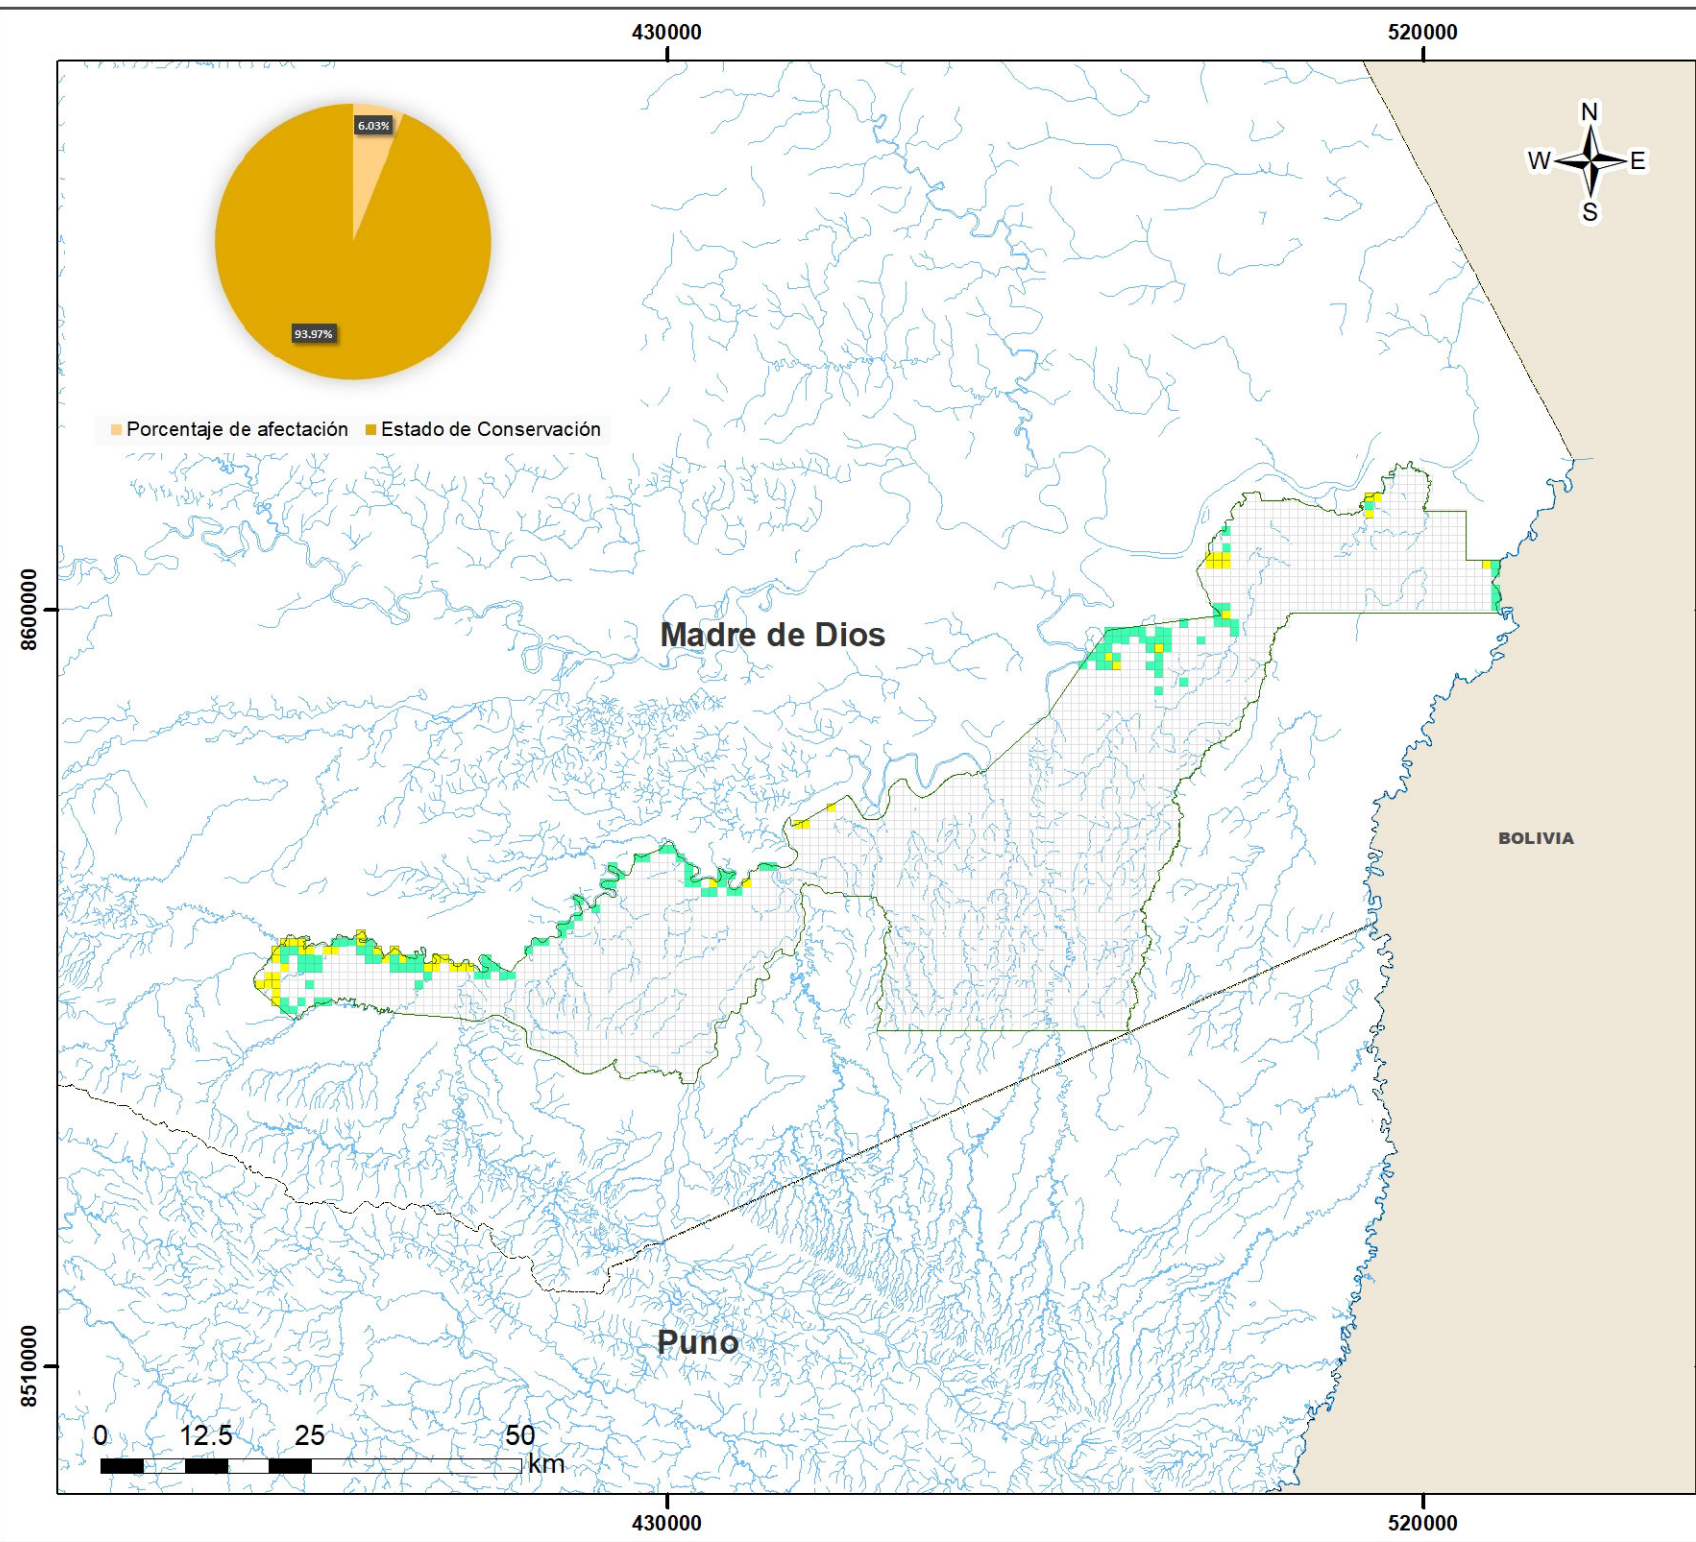 430000
520000
N
W
E
S
6.03%
93.97%
Porcentaje de afectación
Estado de Conservación
8600000
Madre de Dios
BOLIVIA
8510000
Puno
0
12.5
25
50
km
430000
520000